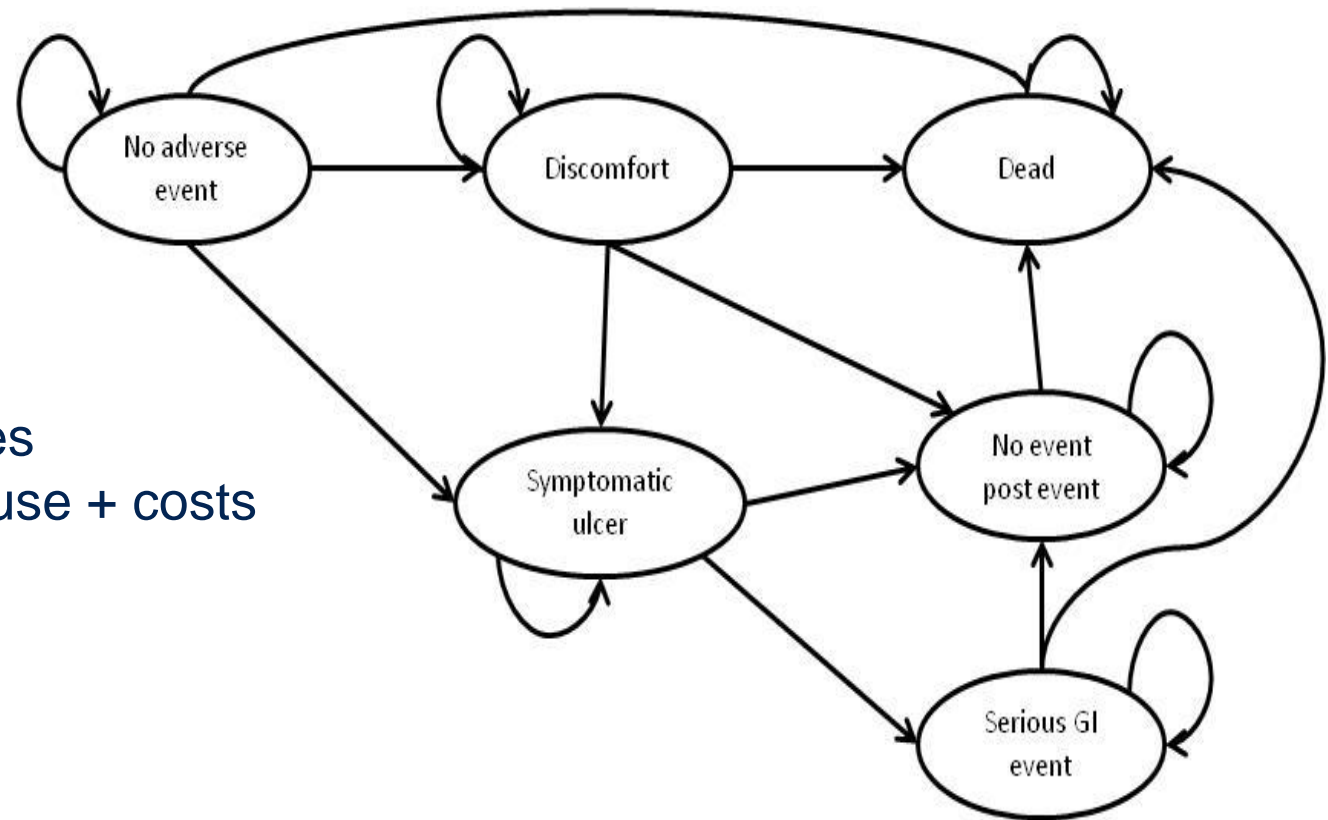 No adverse
event
Discomfort
Dead
es
use + costs
Symptomatic
ulcer
No event
post event
Serious GI
event